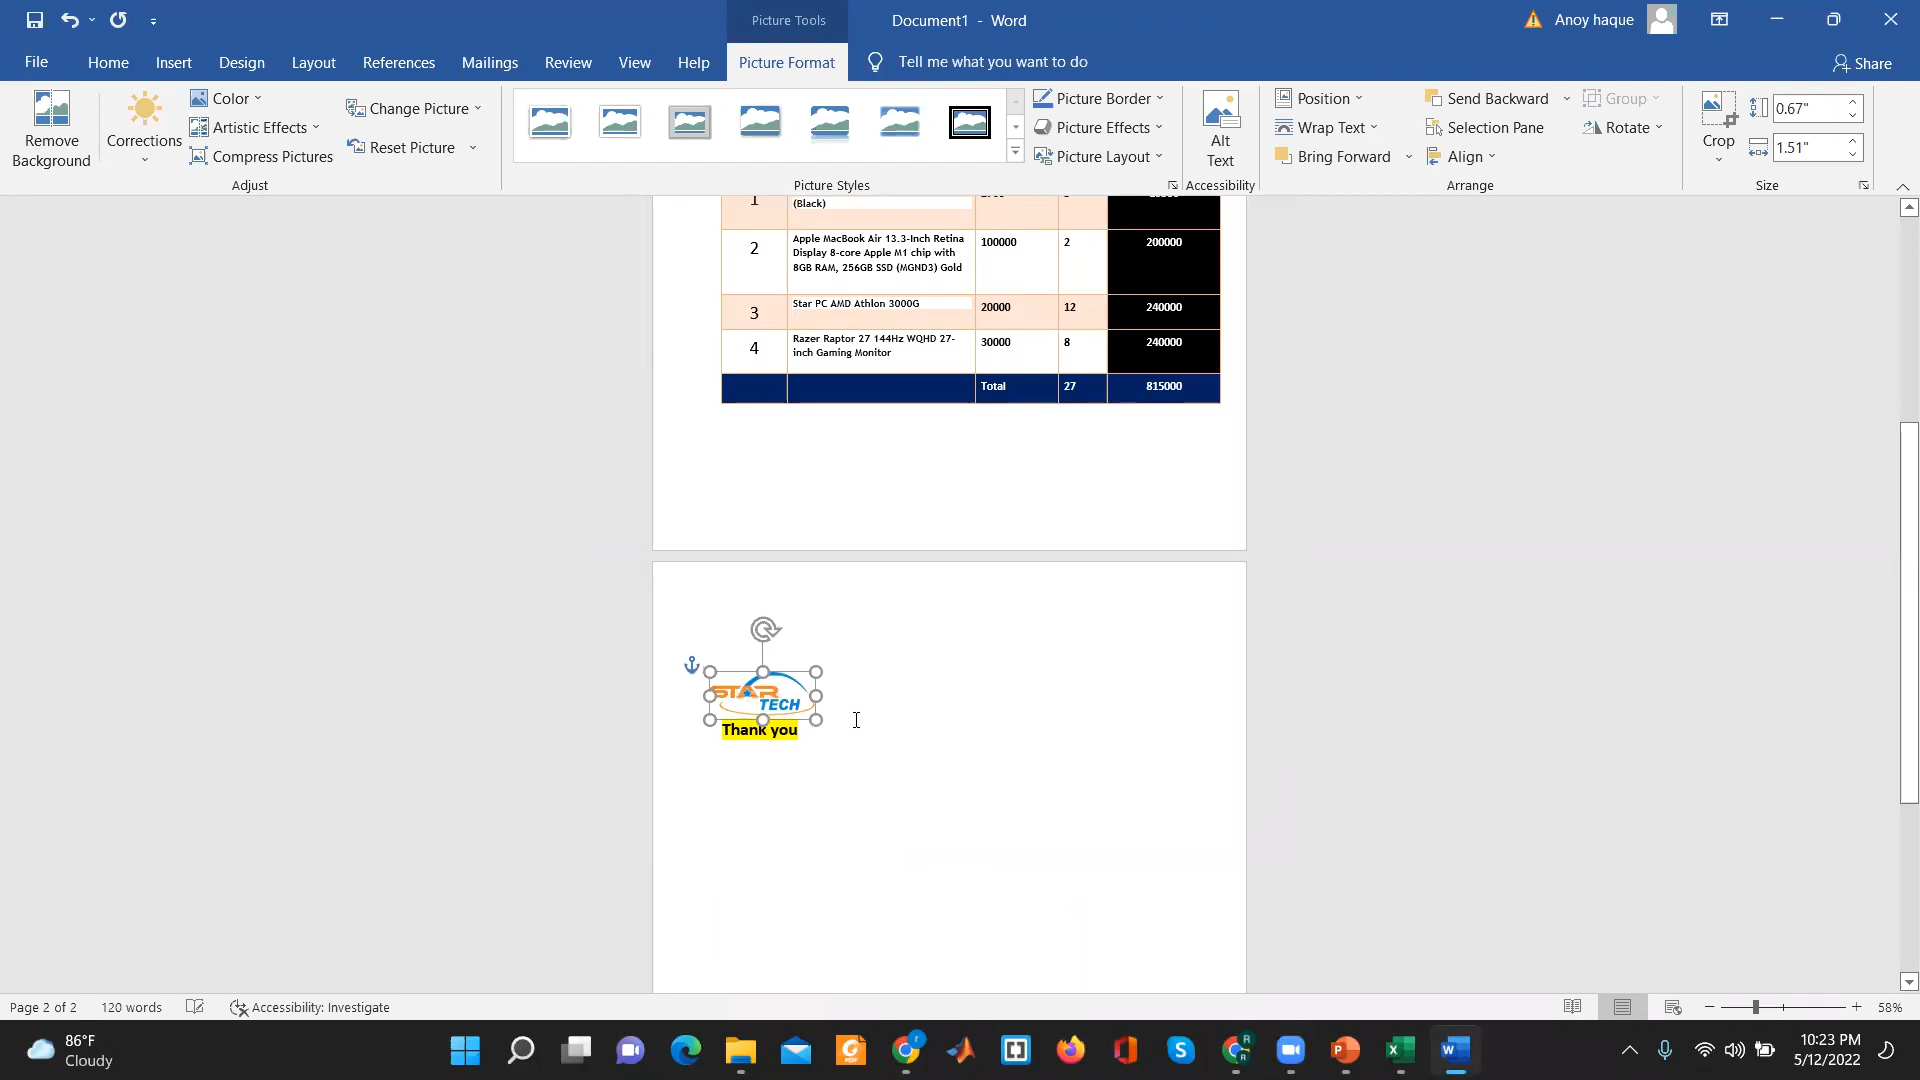 Picture Tools
Document1 - Word
Anoy haque
File
Home
Insert
Design
Layout
References
Mailings
Review
View
Help
Picture Format
Tell me what you want to do
Share
Remove Background
Corrections
Color
Artistic Effects
Compress Pictures
Change Picture
Reset Picture
Adjust
Picture Styles
Picture Border
Picture Effects
Picture Layout
Alt Text
Accessibility
Position
Wrap Text
Bring Forward
Send Backward
Selection Pane
Align
Group
Rotate
Arrange
Crop
0.67"
1.51"
Size
1
(Black)
2
Apple MacBook Air 13.3-Inch Retina
Display 8-core Apple M1 chip with
8GB RAM, 256GB SSD (MGND3) Gold
100000
2
200000
3
Star PC AMD Athlon 3000G
20000
12
240000
4
Razer Raptor 27 144Hz WQHD 27-
inch Gaming Monitor
30000
8
240000
Total
27
815000
STAR
TECH
Thank you
Page 2 of 2
120 words
Accessibility: Investigate
58%
86°F
Cloudy
10:23 PM
5/12/2022